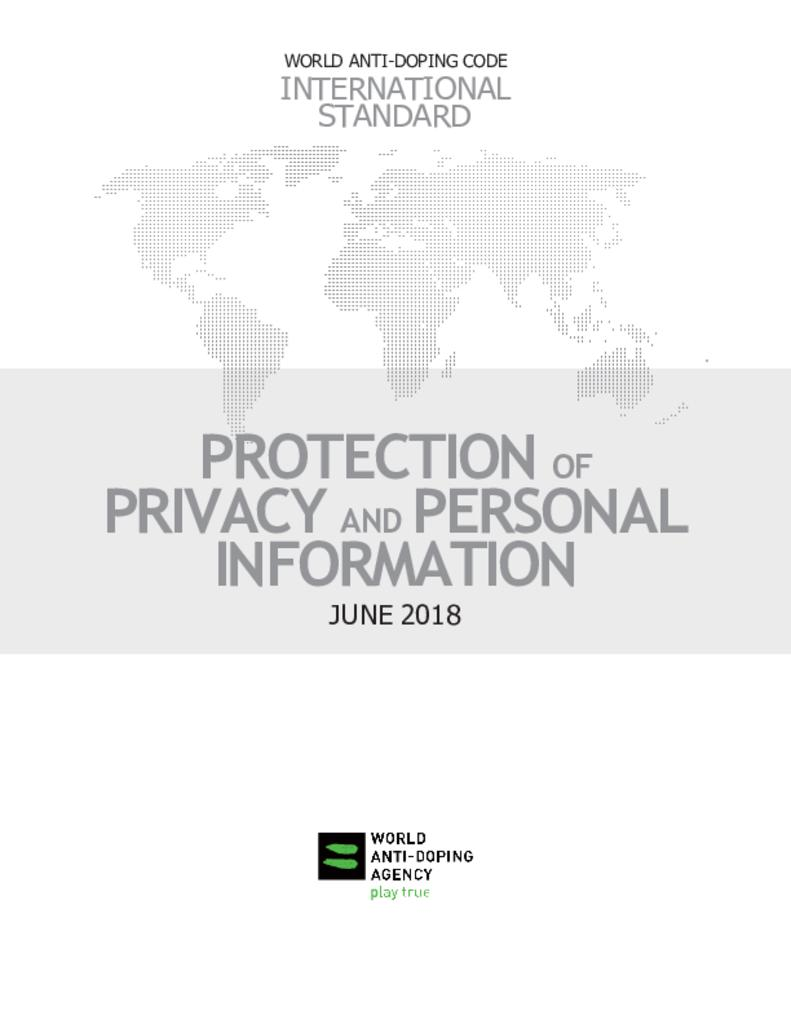 WORLD ANTI-DOPING CODE
INTERNATIONAL
STANDARD
PROTECTION OF
PRIVACY AND PERSONAL
INFORMATION
JUNE 2018
WORLD
ANTI-DOPING
AGENCY
play true